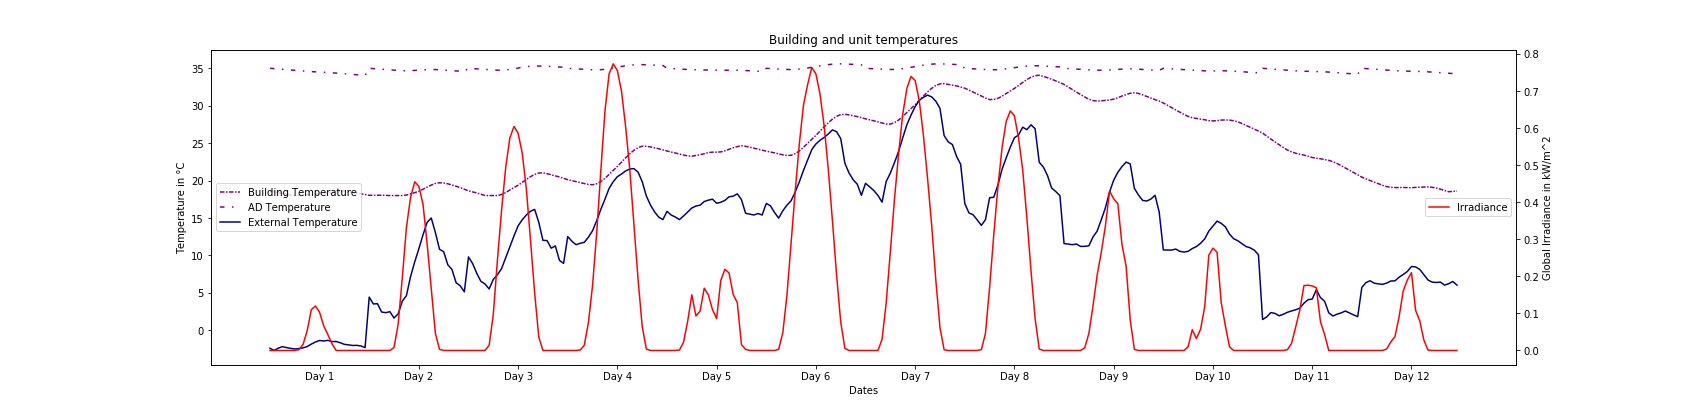 Building and unit temperatures
35
30
25
20
15
10
5
0
Temperature in °C
Building Temperature
AD Temperature
External Temperature
Irradiance
0.8
0.7
0.6
0.5
0.4
0.3
0.2
0.1
0.0
Global Irradiance in kW/m^2
Day 1 Day 2 Day 3 Day 4 Day 5 Day 6 Day 7 Day 8 Day 9 Day 10 Day 11 Day 12
Dates